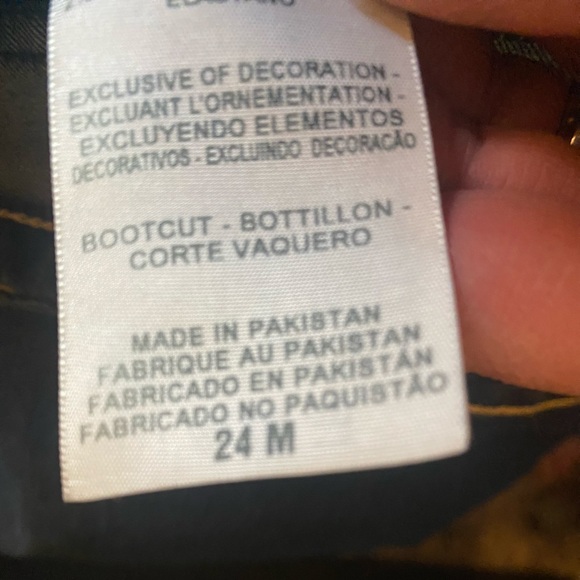 EXCLUSIVE OF DECORATION -
EXCLUANT L'ORNEMENTATION -
EXCLUYENDO ELEMENTOS
DECORATIVOS - EXCLUINDO DECORAÇÃO
BOOTCUT - BOTTILLON -
CORTE VAQUERO
MADE IN PAKISTAN
FABRIQUE AU PAKISTAN
FABRICADO EN PAKISTÁN
FABRICADO NO PAQUISTÃO
24 M